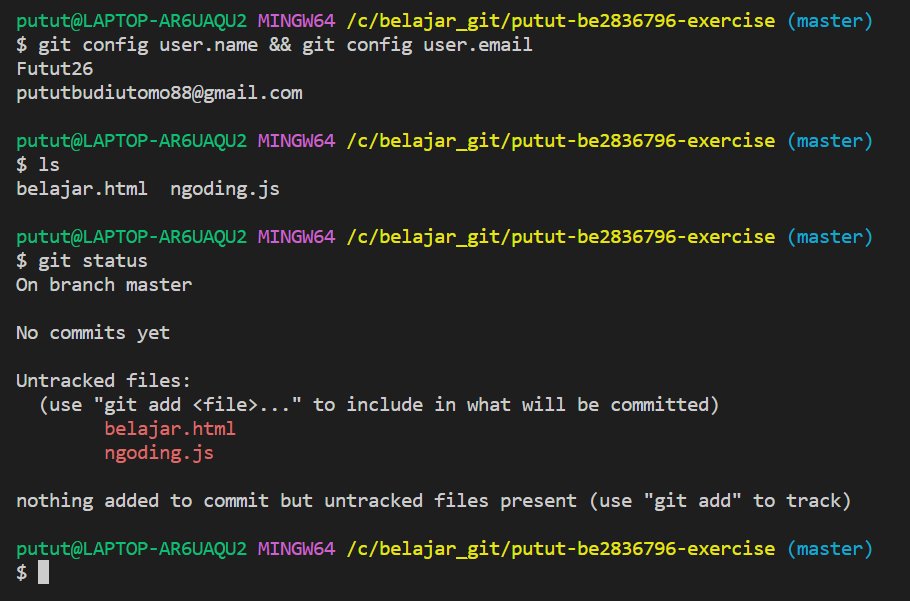 putut@LAPTOP-AR6UAQU2 MINGW64 /c/belajar_git/putut-be2836796-exercise (master)
$ git config user.name && git config user.email
Futut26
pututbudiutomo88@gmail.com
putut@LAPTOP-AR6UAQU2 MINGW64 /c/belajar_git/putut-be2836796-exercise (master)
$ ls
belajar.html  ngoding.js
putut@LAPTOP-AR6UAQU2 MINGW64 /c/belajar_git/putut-be2836796-exercise (master)
$ git status
On branch master
No commits yet
Untracked files:
  (use "git add <file>..." to include in what will be committed)
        belajar.html
        ngoding.js
nothing added to commit but untracked files present (use "git add" to track)
putut@LAPTOP-AR6UAQU2 MINGW64 /c/belajar_git/putut-be2836796-exercise (master)
$